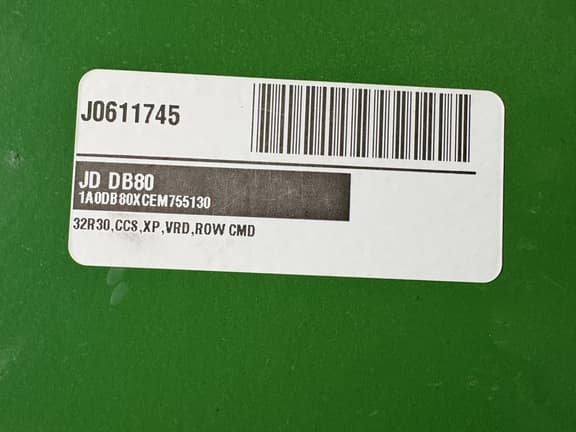 J0611745
JD DB80
1A0DB80XCEM755130
32R30,CCS,XP,VRD,ROW CMD